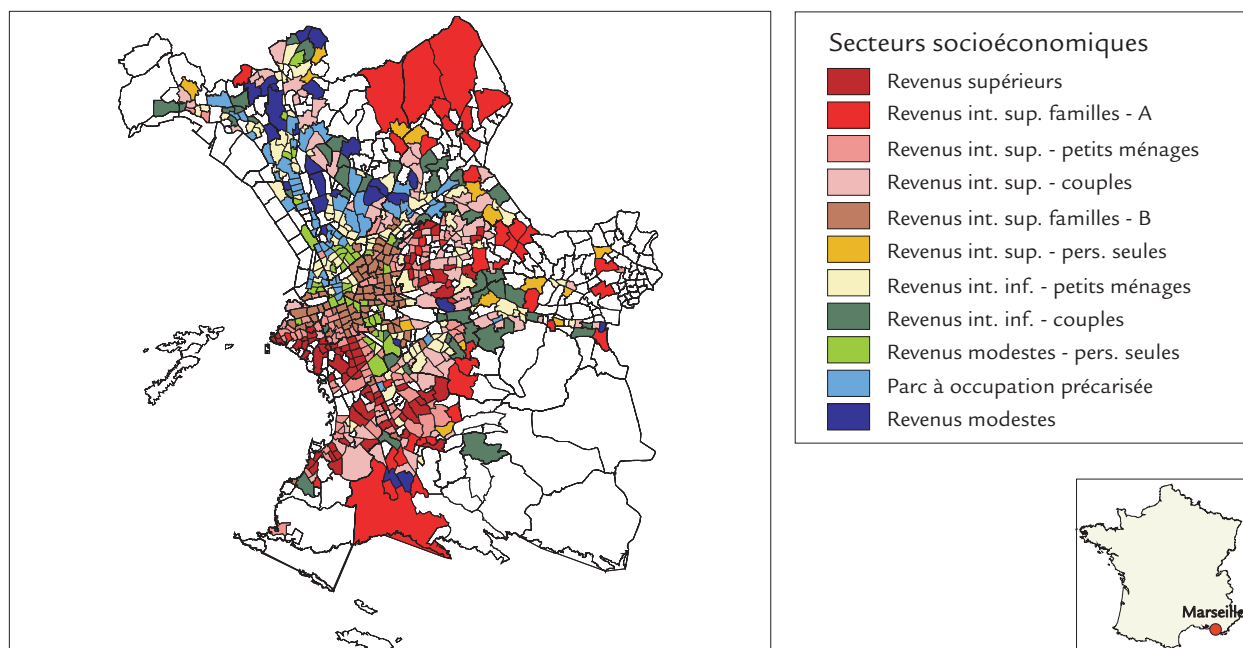 Secteurs socioéconomiques
Revenus supérieurs
Revenus int. sup. familles - A
Revenus int. sup. - petits ménages
Revenus int. sup. - couples
Revenus int. sup. familles - B
Revenus int. sup. - pers. seules
Revenus int. inf. - petits ménages
Revenus int. inf. - couples
Revenus modestes - pers. seules
Parc à occupation précarisée
Revenus modestes
Marseille